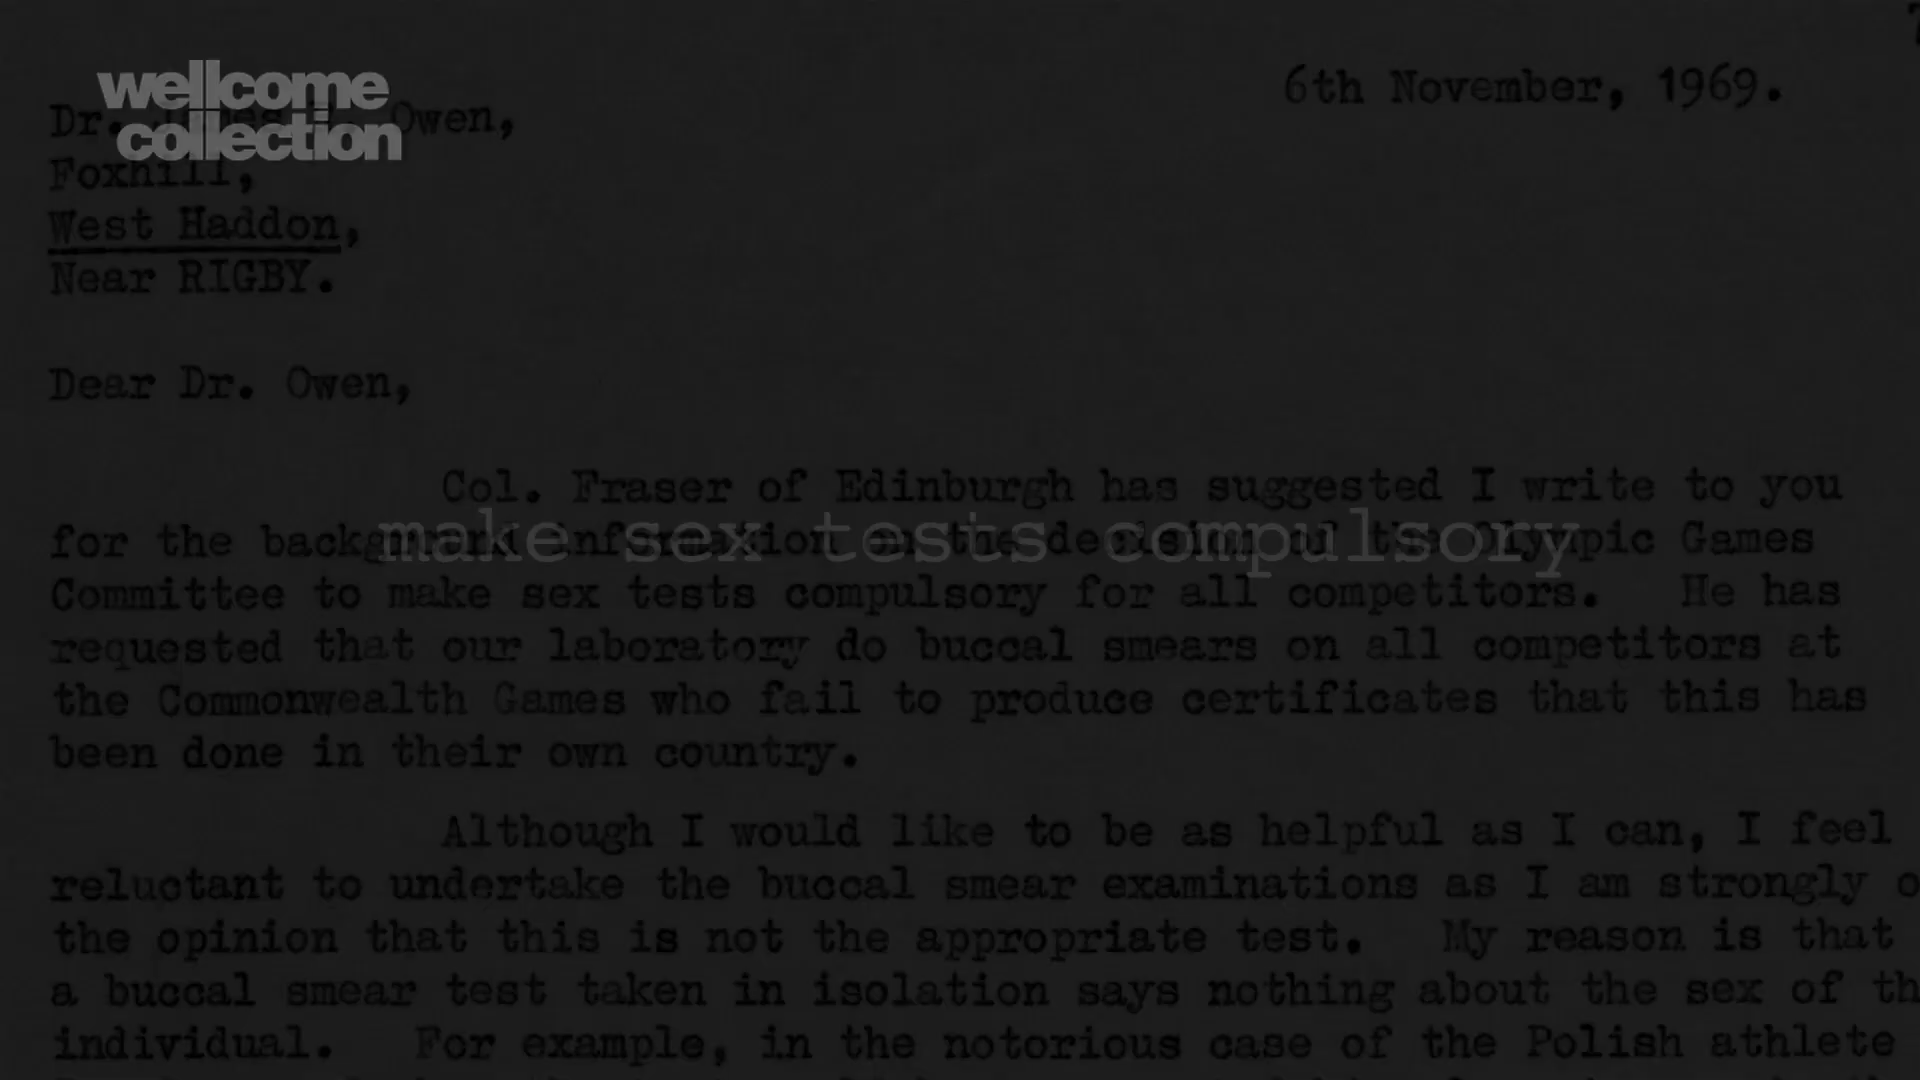 wellcome
collection
6th November, 1969.
Dr. James Owen,
Foxhill,
West Haddon,
Near RIGBY.
Dear Dr. Owen,
Col. Fraser of Edinburgh has suggested I write to you
for the background information on the decision of the Olympic Games
make sex tests compulsory
Committee to make sex tests compulsory for all competitors. He has
requested that our laboratory do buccal smears on all competitors at
the Commonwealth Games who fail to produce certificates that this has
been done in their own country.
Although I would like to be as helpful as I can, I feel
reluctant to undertake the buccal smear examinations as I am strongly o
the opinion that this is not the appropriate test. My reason is that
a buccal smear test taken in isolation says nothing about the sex of th
individual. For example, in the notorious case of the Polish athlete